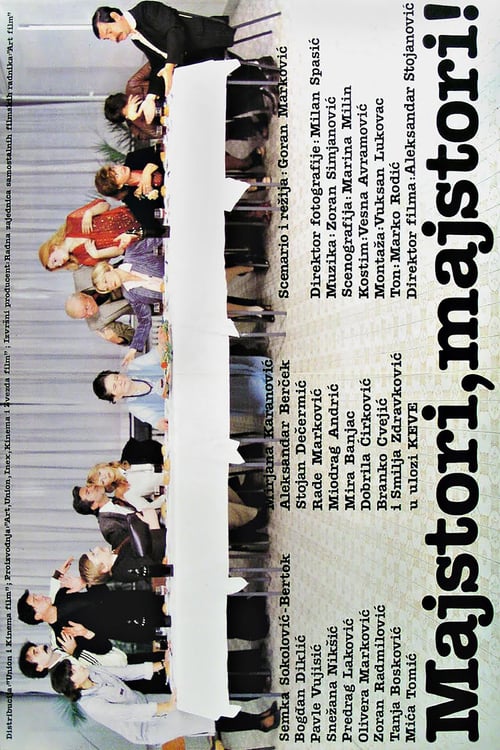 Distribucija:"Union i Kinema film"; Proizvodnja:"Art,Union,Inex,Kinema i Zvezda film"; Izvršni producent:Radna zajednica samostalnih filmskih radnika:"Art film"
Semka Sokolović-Bertok
Bogdan Diklić
Pavle Vujisić
Snežana Nikšić
Predrag Laković
Olivera Marković
Zoran Radmilović
Tanja Bosković
Mića Tomić
Mirjana Karanović
Aleksandar Berček
Stojan Dečermić
Rade Marković
Miodrag Andrić
Mira Banjac
Dobrila Ćirković
Branko Cvejić
i Smilja Zdravković
u ulozi KEVE
Scenario i režija: Goran Marković
Direktor fotografije: Milan Spasić
Muzika: Zoran Simjanović
Scenografija: Marina Milin
Kostim: Vesna Avramović
Montaža: Vuksan Lukovac
Ton: Marko Rodić
Direktor filma: Aleksandar Stojanović
Majstori, majstori!